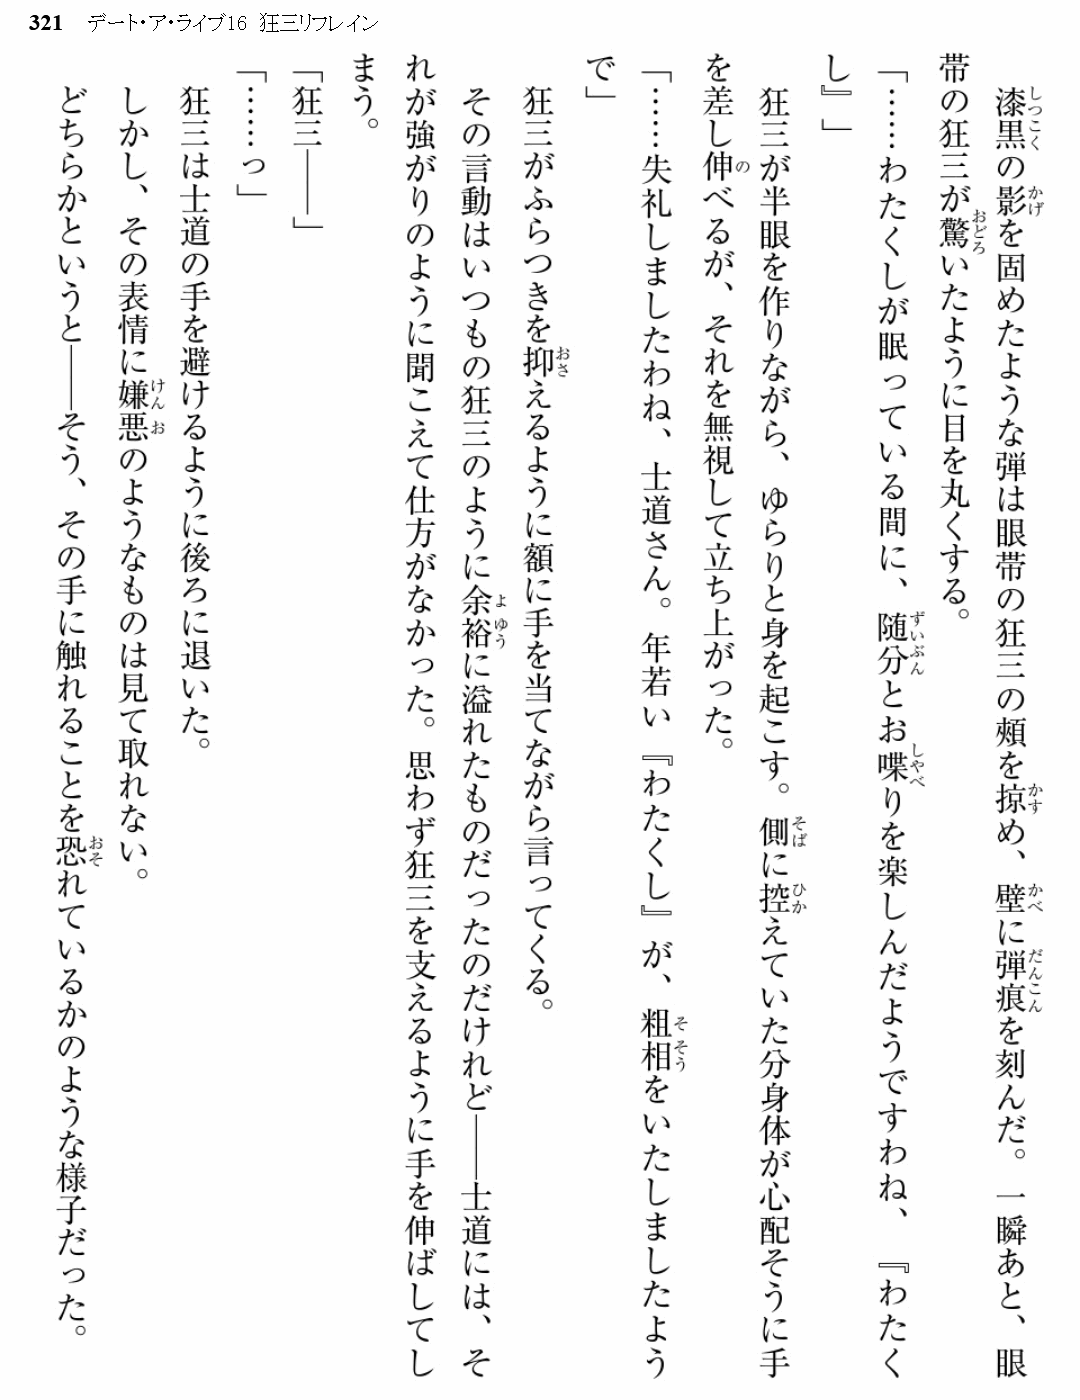 321 デート・ア・ライブ16 狂三リフレイン
漆黒の影を固めたような弾は眼帯の狂三の頰を掠め、壁に弾痕を刻んだ。一瞬あと、眼
帯の狂三が驚いたように目を丸くする。
「……わたくしが眠っている間に、随分とお喋りを楽しんだようですわね、『わたく
し』」
狂三が半眼を作りながら、ゆらりと身を起こす。側に控えていた分身体が心配そうに手
を差し伸べるが、それを無視して立ち上がった。
「……失礼しましたわね、士道さん。年若い『わたくし』が、粗相をいたしましたよう
で」
狂三がふらつきを抑えるように額に手を当てながら言ってくる。
その言動はいつもの狂三のように余裕に溢れたものだったのだけれど――士道には、そ
れが強がりのように聞こえて仕方がなかった。思わず狂三を支えるように手を伸ばしてし
まう。
「狂三――」
「……っ」
狂三は士道の手を避けるように後ろに退いた。
しかし、その表情に嫌悪のようなものは見て取れない。
どちらかというと――そう、その手に触れることを恐れているかのような様子だった。